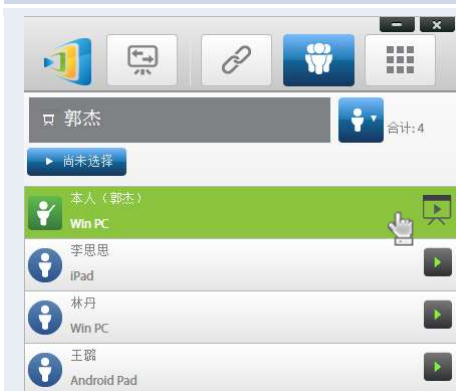 郭杰
合计:4
尚未选择
本人（郭杰）
Win PC
李思思
iPad
林丹
Win PC
王璐
Android Pad